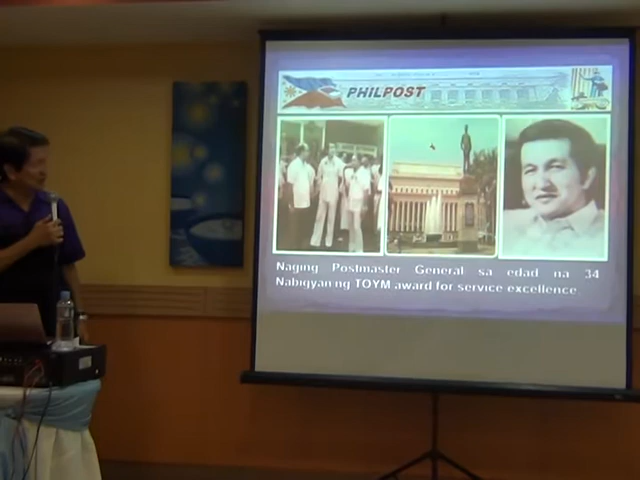 PHILPOST
Naging Postmaster General sa edad na 34
Nabigyan ng TOYM award for service excellence